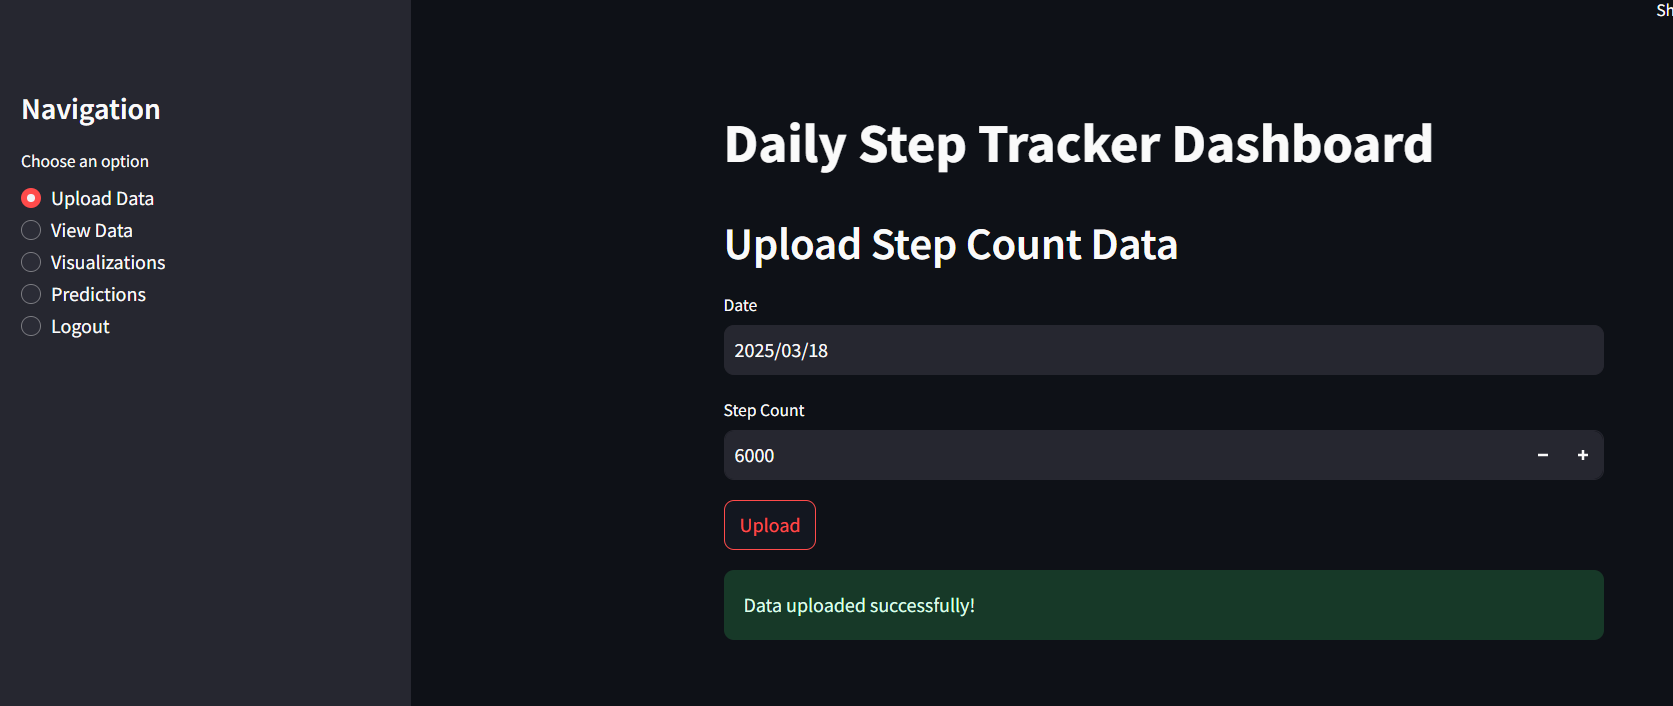 Navigation
Choose an option
Upload Data
View Data
Visualizations
Predictions
Logout
Sh
Daily Step Tracker Dashboard
Upload Step Count Data
Date
2025/03/18
Step Count
6000
Upload
Data uploaded successfully!